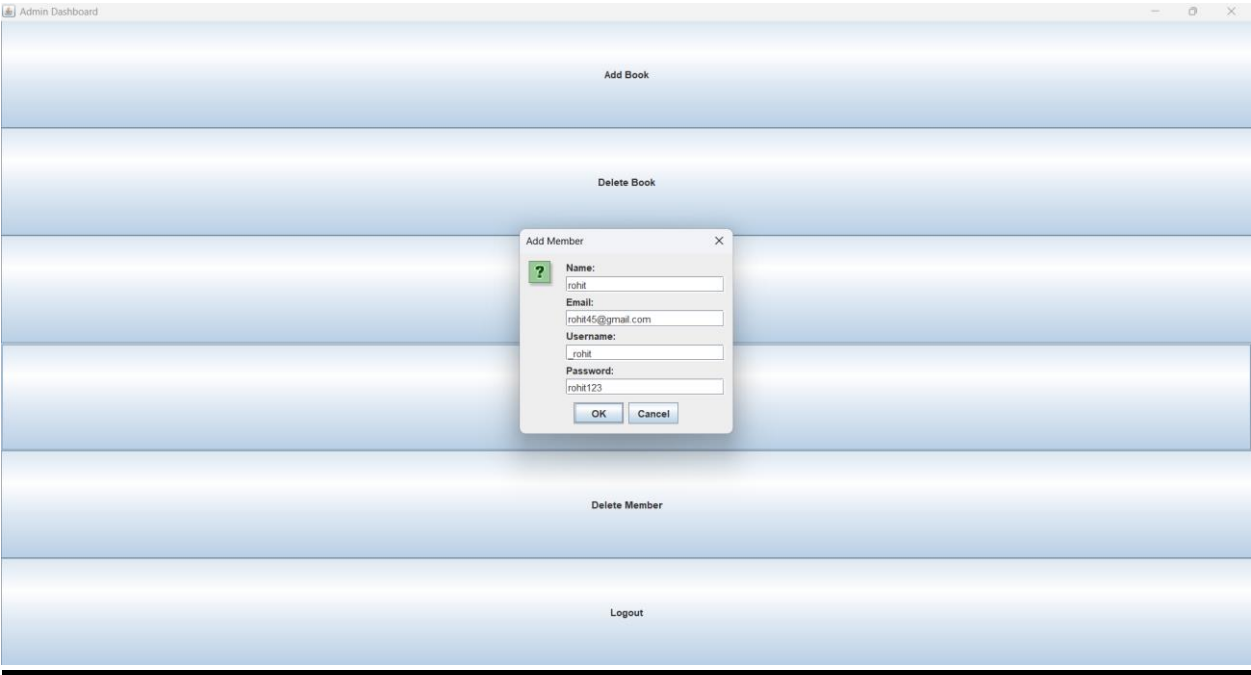 Admin Dashboard
Add Book
Delete Book
Add Member
?
Name:
rohit
Email:
rohit45@gmail.com
Username:
_rohit
Password:
rohit123
OK
Cancel
Delete Member
Logout